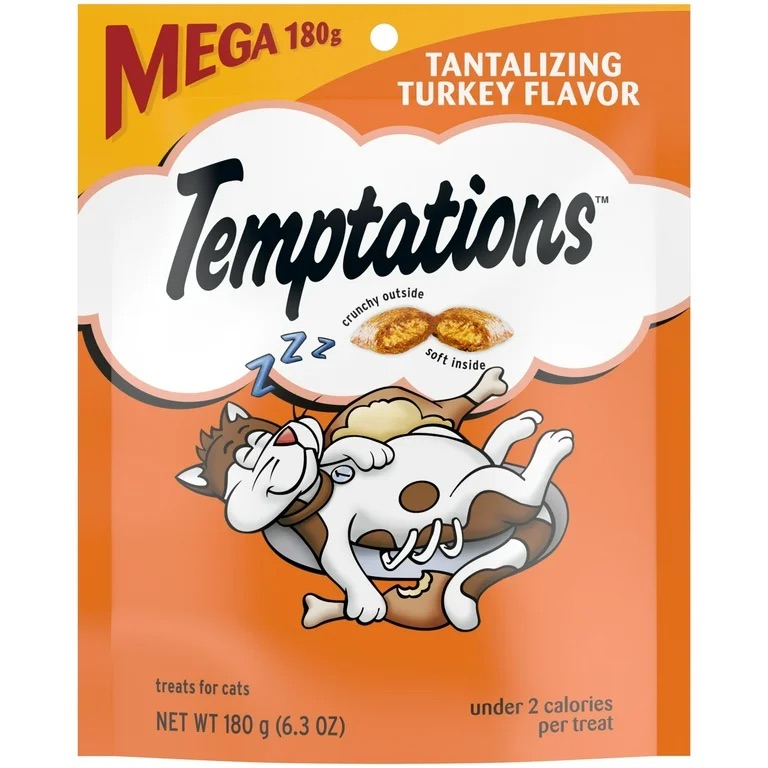 MEGA 180g
TANTALIZING
TURKEY FLAVOR
Temptations™
crunchy outside
soft inside
zzz
treats for cats
NET WT 180 g (6.3 OZ)
under 2 calories
per treat